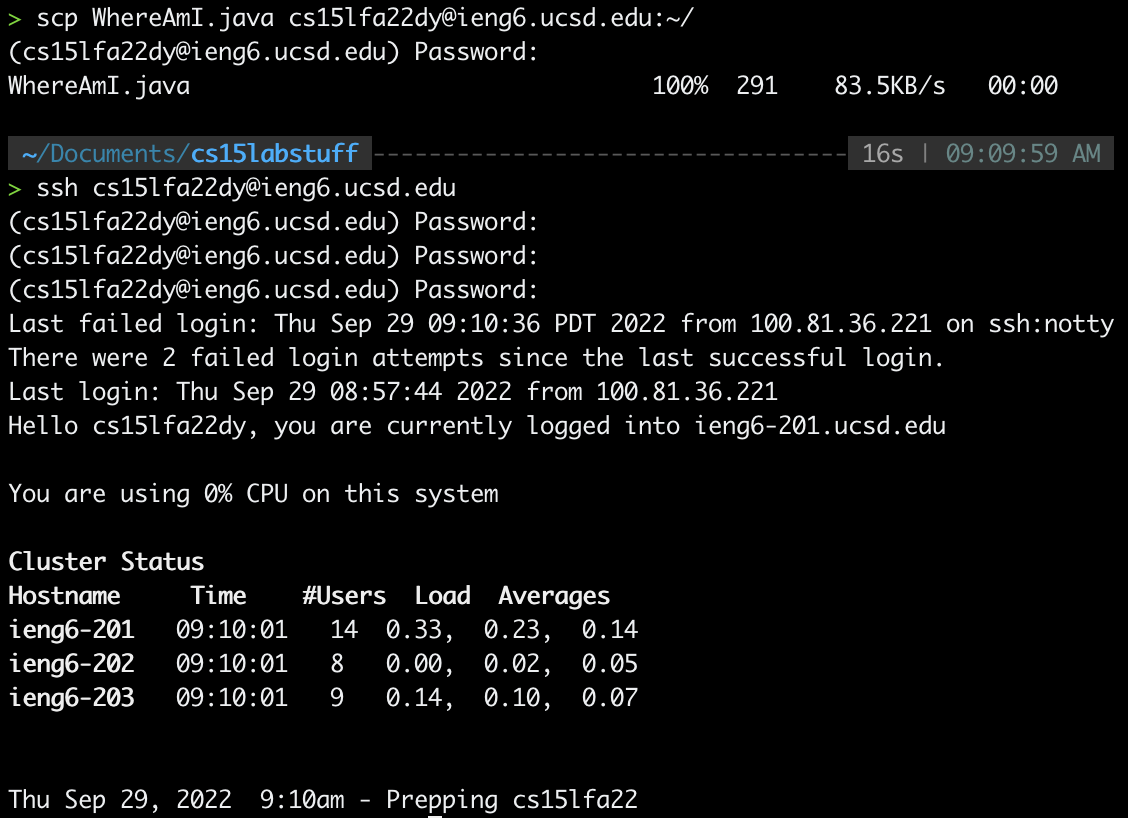 > scp WhereAmI.java cs15lfa22dy@ieng6.ucsd.edu:~/
(cs15lfa22dy@ieng6.ucsd.edu) Password:
WhereAmI.java 100% 291 83.5KB/s 00:00
~/Documents/cs15labstuff ---------------------------------- 16s | 09:09:59 AM
> ssh cs15lfa22dy@ieng6.ucsd.edu
(cs15lfa22dy@ieng6.ucsd.edu) Password:
(cs15lfa22dy@ieng6.ucsd.edu) Password:
(cs15lfa22dy@ieng6.ucsd.edu) Password:
Last failed login: Thu Sep 29 09:10:36 PDT 2022 from 100.81.36.221 on ssh:notty
There were 2 failed login attempts since the last successful login.
Last login: Thu Sep 29 08:57:44 2022 from 100.81.36.221
Hello cs15lfa22dy, you are currently logged into ieng6-201.ucsd.edu
You are using 0% CPU on this system
Cluster Status
Hostname Time #Users Load Averages
ieng6-201 09:10:01 14 0.33, 0.23, 0.14
ieng6-202 09:10:01 8 0.00, 0.02, 0.05
ieng6-203 09:10:01 9 0.14, 0.10, 0.07
Thu Sep 29, 2022 9:10am - Prepping cs15lfa22